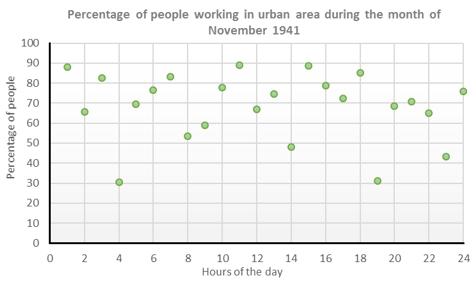 Percentage of people working in urban area during the month of
November 1941
100
90
80
70
60
50
40
30
20
10
0
Percentage of people
0 2 4 6 8 10 12 14 16 18 20 22 24
Hours of the day